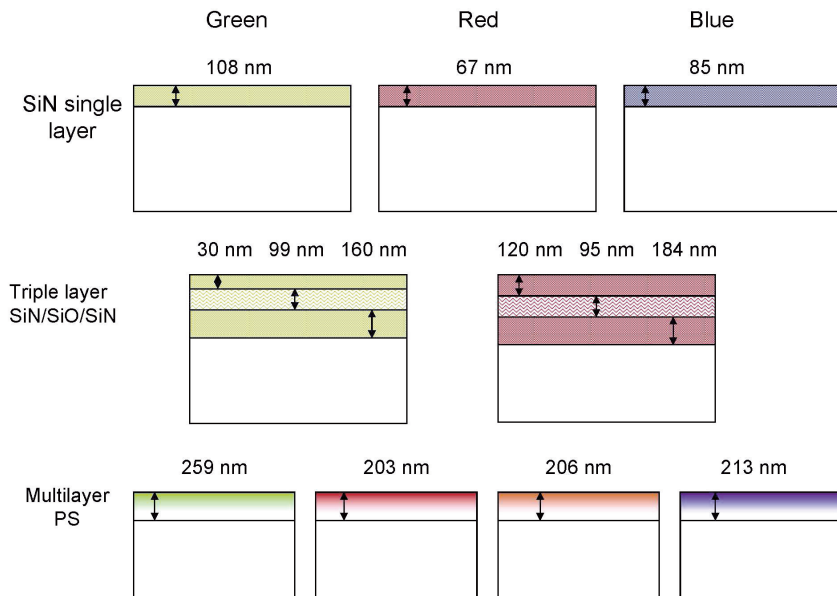 Green Red Blue
108 nm 67 nm 85 nm
SiN single
layer
30 nm 99 nm 160 nm 120 nm 95 nm 184 nm
Triple layer
SiN/SiO/SiN
259 nm 203 nm 206 nm 213 nm
Multilayer
PS